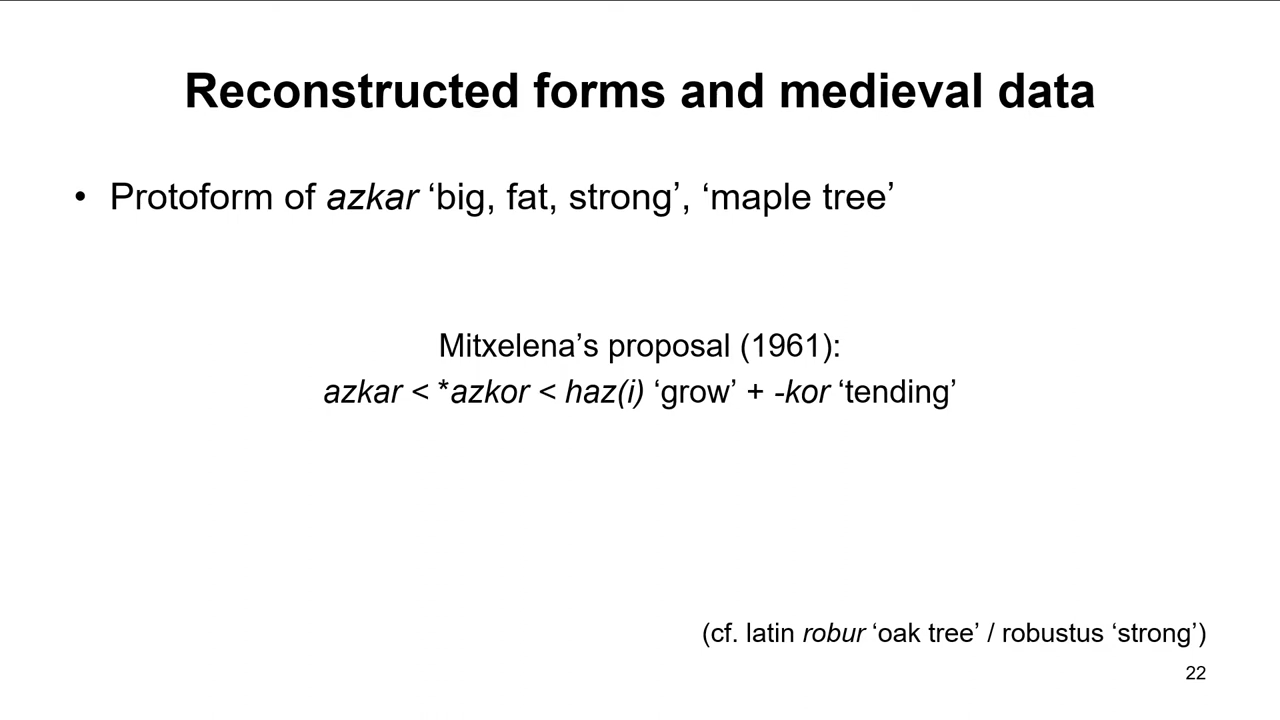 Reconstructed forms and medieval data
• Protoform of azkar ‘big, fat, strong’, ‘maple tree’
Mitxelena’s proposal (1961):
azkar < *azkor < haz(i) ‘grow’ + -kor ‘tending’
(cf. latin robur ‘oak tree’ / robustus ‘strong’)
22